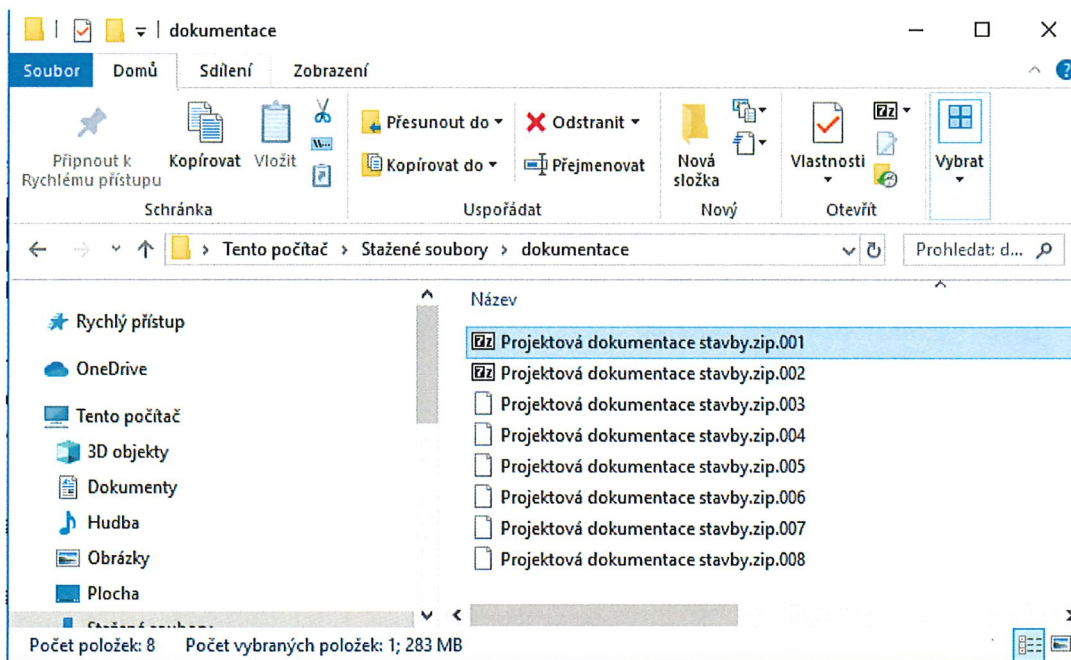 dokumentace
Soubor Domů Sdílení Zobrazení
Připnout k Rychlému přístupu
Kopírovat
Vložit
Přesunout do
Kopírovat do
Odstranit
Přejmenovat
Nová složka
Vlastnosti
Vybrat
Schránka Uspořádat Nový Otevřít
Tento počítač > Stažené soubory > dokumentace
Prohledat: d...
Rychlý přístup
OneDrive
Tento počítač
3D objekty
Dokumenty
Hudba
Obrázky
Plocha
Stažené soubory
Název
Projektová dokumentace stavby.zip.001
Projektová dokumentace stavby.zip.002
Projektová dokumentace stavby.zip.003
Projektová dokumentace stavby.zip.004
Projektová dokumentace stavby.zip.005
Projektová dokumentace stavby.zip.006
Projektová dokumentace stavby.zip.007
Projektová dokumentace stavby.zip.008
Počet položek: 8 Počet vybraných položek: 1; 283 MB